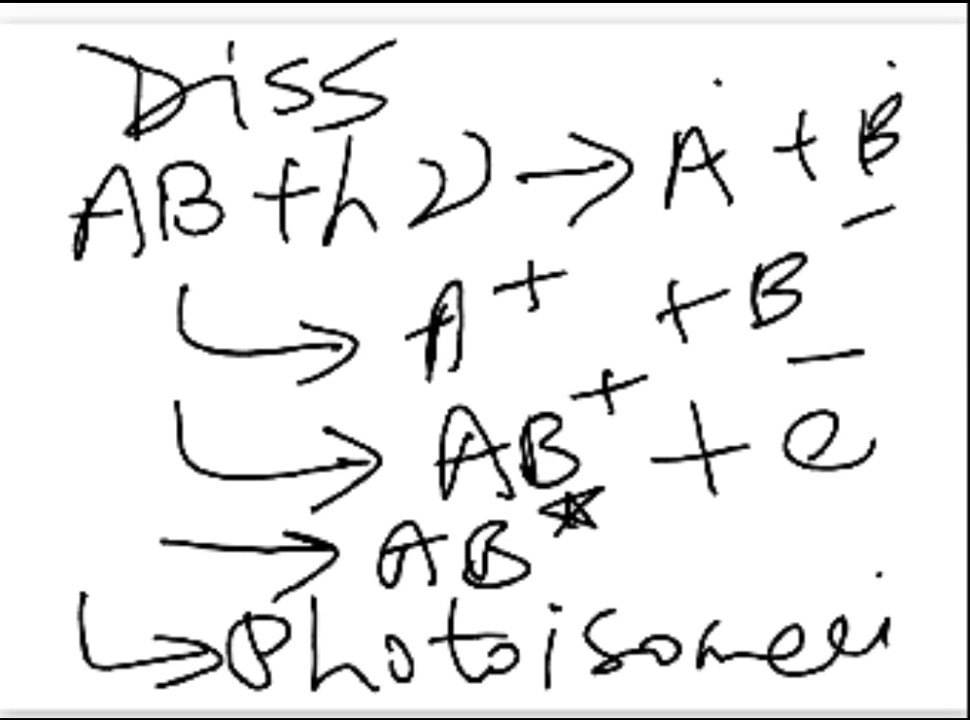 Diss
AB + hν → Ȧ + Ḃ
↳ A⁺ + B⁻
↳ AB⁺ + e⁻
→ AB*
↳ Photoisomeri